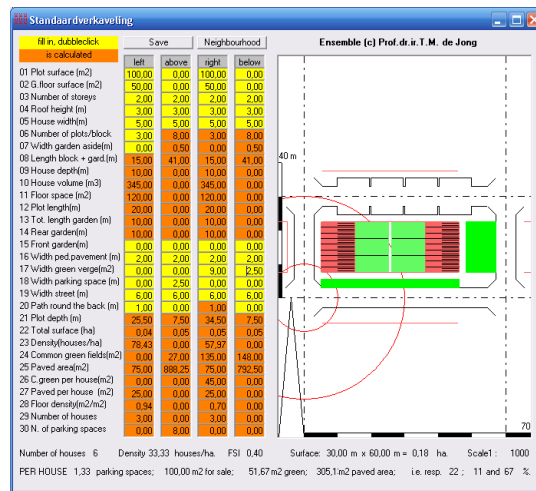 Standaardverkaveling
fill in, dubbleclick Save Neighbourhood Ensemble (c) Prof.dr.ir.T.M. de Jong
is calculated
left above right below
01 Plot surface (m2) 100,00 0,00 100,00 0,00
02 G.floor surface (m2) 50,00 0,00 50,00 0,00
03 Number of storeys 2,00 2,00 2,00 2,00
04 Roof height (m) 3,00 3,00 3,00 3,00
05 House width(m) 5,00 5,00 5,00 5,00
06 Number of plots/block 3,00 8,00 3,00 8,00
07 Width garden aside(m) 0,00 0,50 0,00 0,50
08 Length block + gard.(m) 15,00 41,00 15,00 41,00
09 House depth(m) 10,00 0,00 10,00 0,00
10 House volume (m3) 345,00 0,00 345,00 0,00
11 Floor space (m2) 120,00 0,00 120,00 0,00
12 Plot length(m) 20,00 0,00 20,00 0,00
13 Tot. length garden (m) 10,00 0,00 10,00 0,00
14 Rear garden(m) 10,00 0,00 10,00 0,00
15 Front garden(m) 0,00 0,00 0,00 0,00
16 Width ped.pavement (m) 2,00 2,00 2,00 2,00
17 Width green verge(m2) 0,00 0,00 9,00 2,50
18 Width parking space (m) 0,00 2,50 0,00 0,00
19 Width street (m) 6,00 6,00 6,00 6,00
20 Path round the back (m) 1,00 0,00 1,00 0,00
21 Plot depth (m) 25,50 7,50 34,50 7,50
22 Total surface (ha) 0,04 0,05 0,05 0,05
23 Density(houses/ha) 78,43 0,00 57,97 0,00
24 Common green fields(m2) 0,00 27,00 135,00 148,00
25 Paved area(m2) 75,00 888,25 75,00 792,50
26 C.green per house(m2) 0,00 0,00 45,00 0,00
27 Paved per house (m2) 25,00 0,00 25,00 0,00
28 Floor density(m2/m2) 0,94 0,00 0,70 0,00
29 Number of houses 3,00 0,00 3,00 0,00
30 N. of parking spaces 0,00 8,00 0,00 0,00
40 m
70
Number of houses 6 Density 33,33 houses/ha. FSI 0,40 Surface: 30,00 m x 60,00 m = 0,18 ha. Scale1 : 1000
PER HOUSE 1,33 parking spaces; 100,00 m2 for sale; 51,67 m2 green; 305,1 m2 paved area; i.e. resp. 22 ; 11 and 67 %.